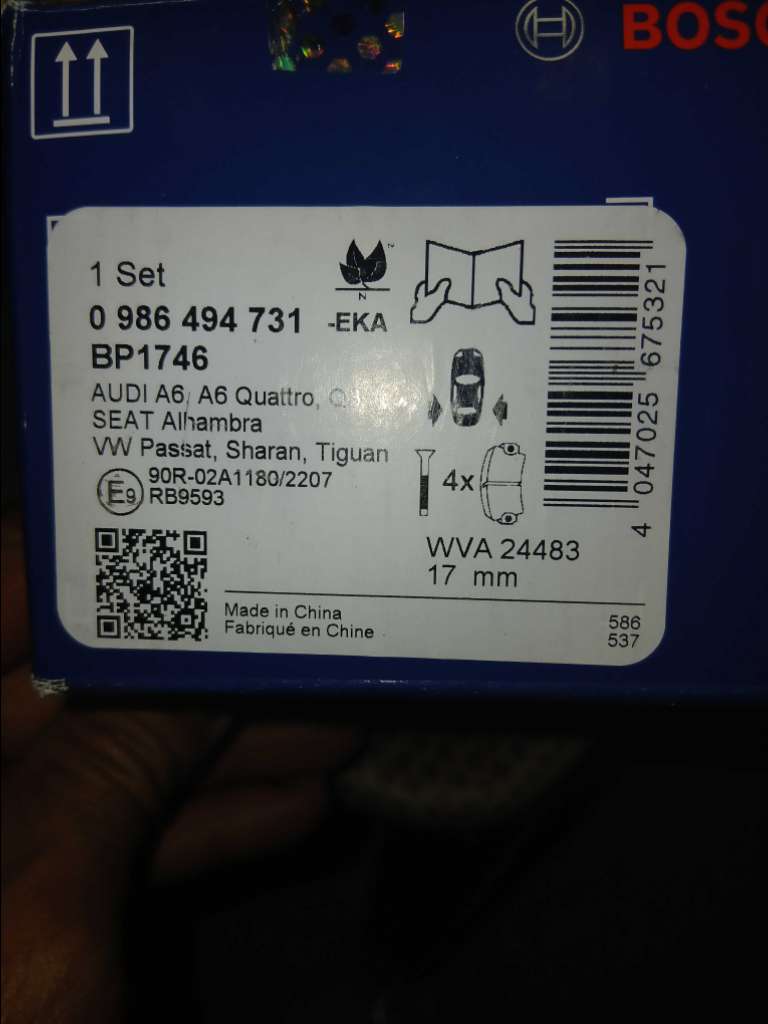 BOSC
1 Set
0 986 494 731 -EKA
BP1746
AUDI A6, A6 Quattro, Q
SEAT Alhambra
VW Passat, Sharan, Tiguan
E9 90R-02A1180/2207
RB9593
4x
WVA 24483
17 mm
Made in China
Fabriqué en Chine
586
537
4 047025 675321